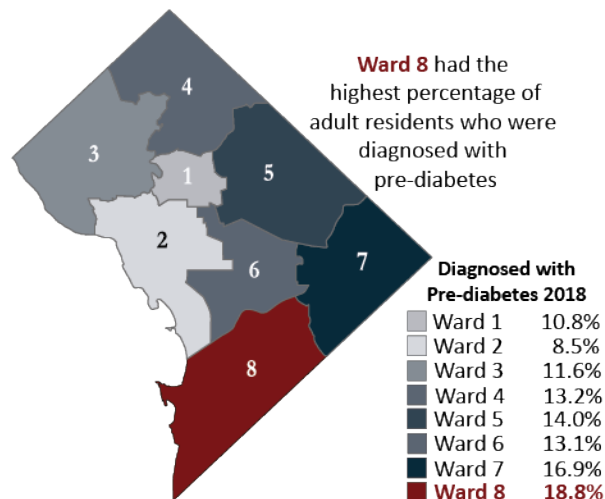 Ward 8 had the
highest percentage of
adult residents who were
diagnosed with
pre-diabetes
4
3
1
5
2
6
7
8
Diagnosed with
Pre-diabetes 2018
Ward 1 10.8%
Ward 2 8.5%
Ward 3 11.6%
Ward 4 13.2%
Ward 5 14.0%
Ward 6 13.1%
Ward 7 16.9%
Ward 8 18.8%